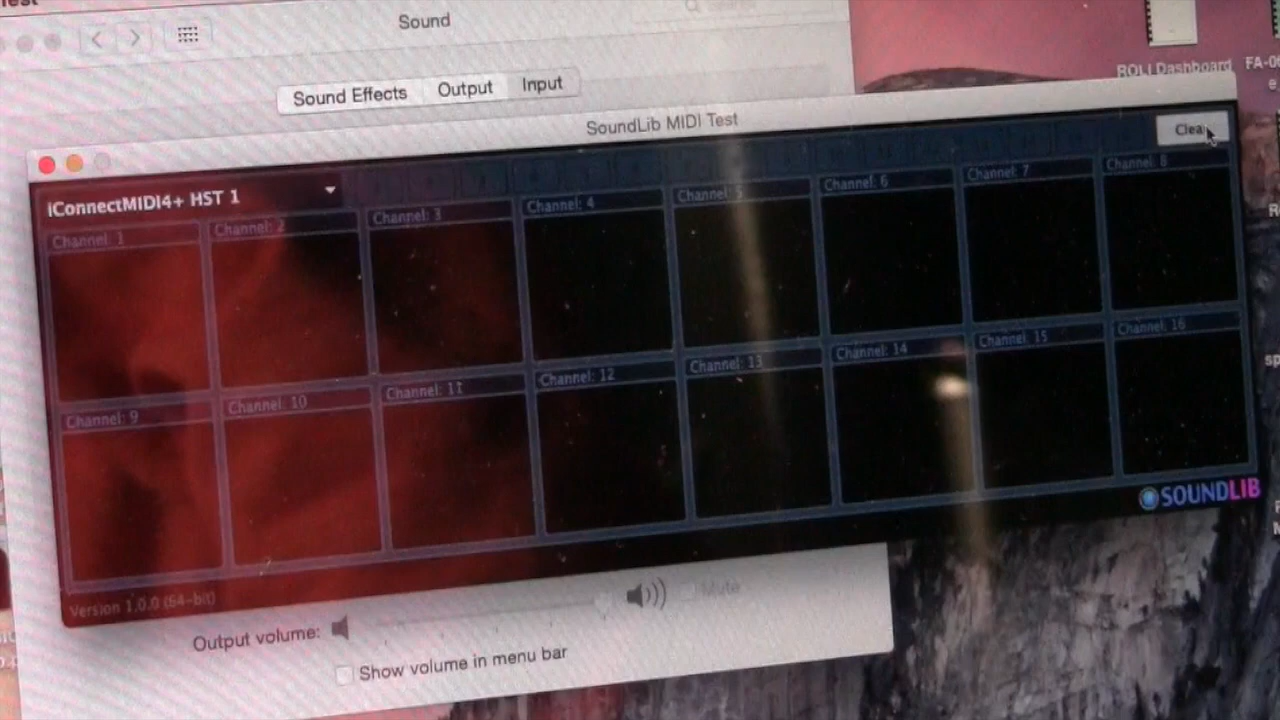 Sound
Sound Effects
Output
Input
ROLI Dashboard
SoundLib MIDI Test
Clea
iConnectMIDI4+ HST 1
Channel: 1
Channel: 2
Channel: 3
Channel: 4
Channel: 5
Channel: 6
Channel: 7
Channel: 8
Channel: 9
Channel: 10
Channel: 11
Channel: 12
Channel: 13
Channel: 14
Channel: 15
Channel: 16
SOUNDLIB
Version 1.0.0 (64-bit)
Output volume:
Mute
Show volume in menu bar